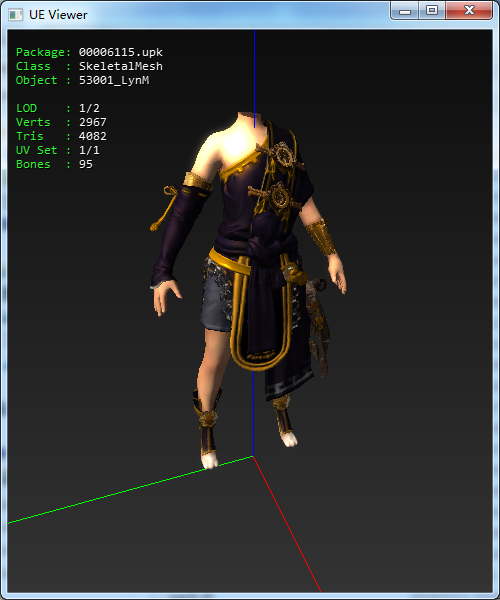 UE Viewer
Package: 00006115.upk
Class  : SkeletalMesh
Object : 53001_LynM
LOD    : 1/2
Verts  : 2967
Tris   : 4082
UV Set : 1/1
Bones  : 95